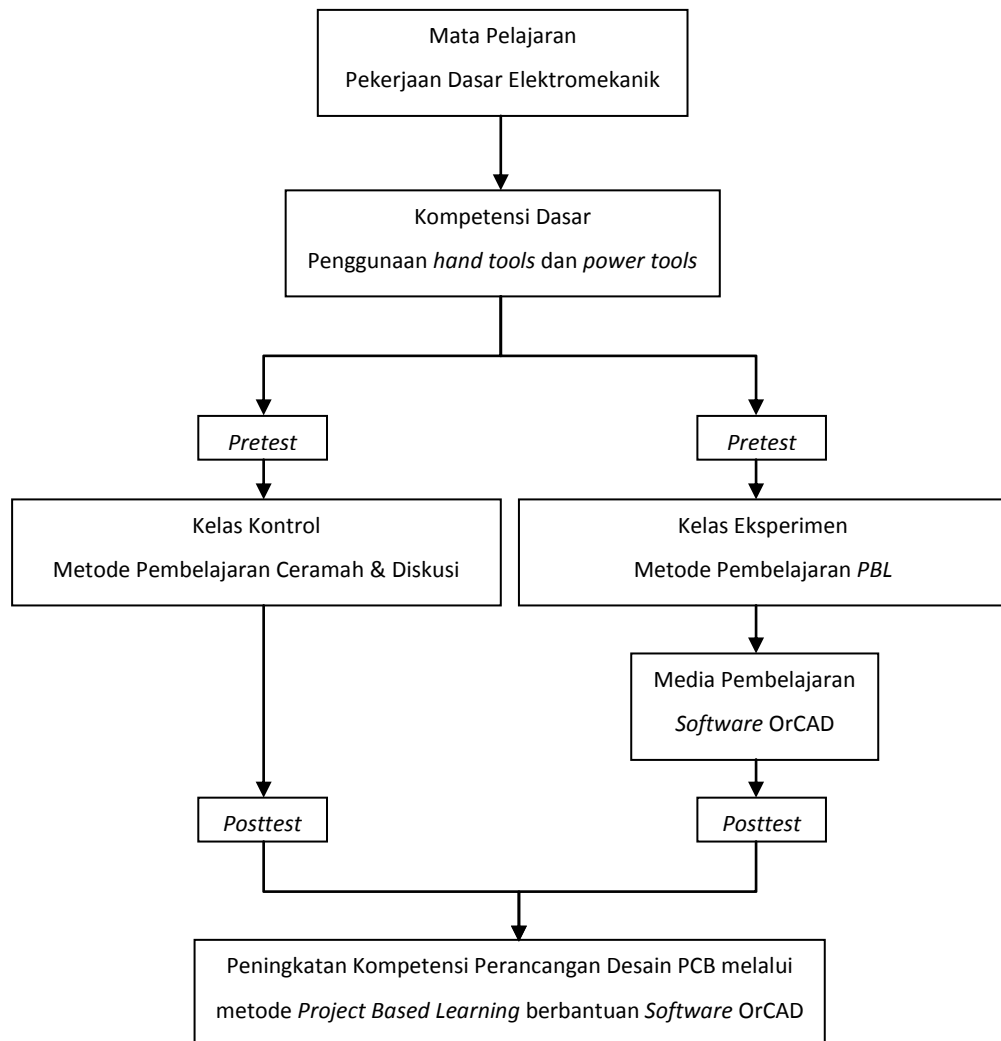 Mata Pelajaran
Pekerjaan Dasar Elektromekanik
Kompetensi Dasar
Penggunaan hand tools dan power tools
Pretest
Pretest
Kelas Kontrol
Metode Pembelajaran Ceramah & Diskusi
Kelas Eksperimen
Metode Pembelajaran PBL
Media Pembelajaran
Software OrCAD
Posttest
Posttest
Peningkatan Kompetensi Perancangan Desain PCB melalui
metode Project Based Learning berbantuan Software OrCAD